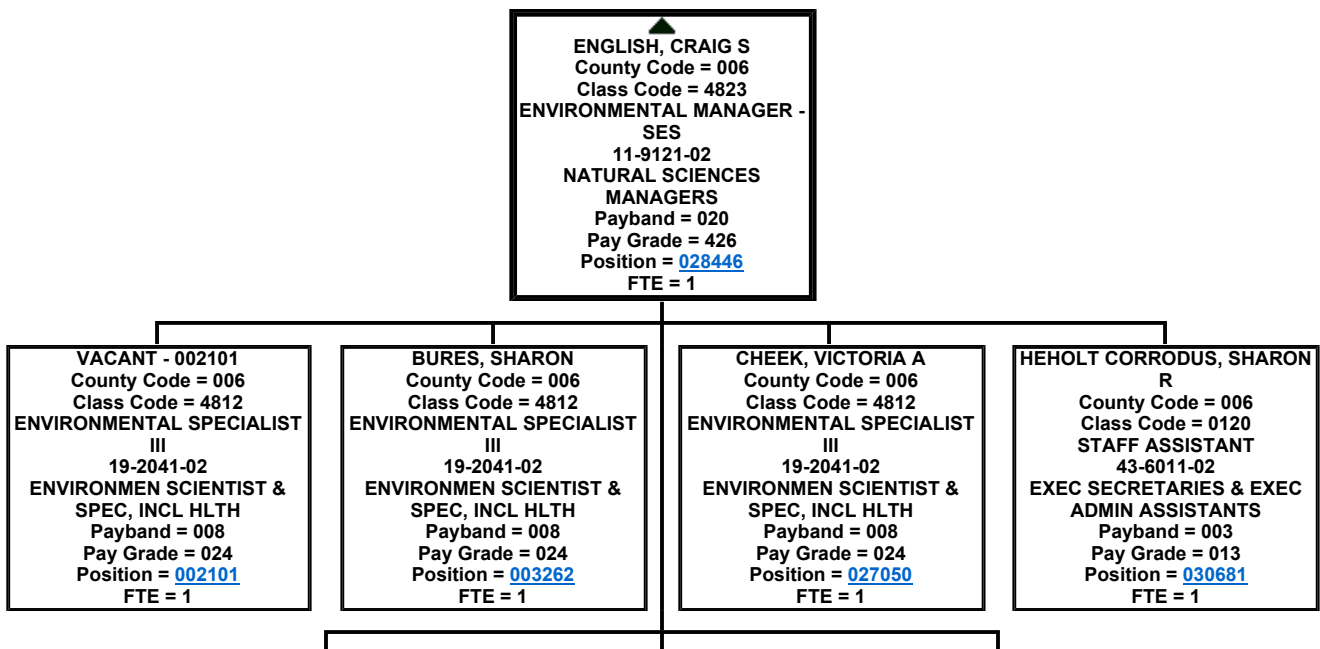 ENGLISH, CRAIG S
County Code = 006
Class Code = 4823
ENVIRONMENTAL MANAGER -
SES
11-9121-02
NATURAL SCIENCES
MANAGERS
Payband = 020
Pay Grade = 426
Position = 028446
FTE = 1
VACANT - 002101
County Code = 006
Class Code = 4812
ENVIRONMENTAL SPECIALIST
III
19-2041-02
ENVIRONMEN SCIENTIST &
SPEC, INCL HLTH
Payband = 008
Pay Grade = 024
Position = 002101
FTE = 1
BURES, SHARON
County Code = 006
Class Code = 4812
ENVIRONMENTAL SPECIALIST
III
19-2041-02
ENVIRONMEN SCIENTIST &
SPEC, INCL HLTH
Payband = 008
Pay Grade = 024
Position = 003262
FTE = 1
CHEEK, VICTORIA A
County Code = 006
Class Code = 4812
ENVIRONMENTAL SPECIALIST
III
19-2041-02
ENVIRONMEN SCIENTIST &
SPEC, INCL HLTH
Payband = 008
Pay Grade = 024
Position = 027050
FTE = 1
HEHOLT CORRODUS, SHARON
R
County Code = 006
Class Code = 0120
STAFF ASSISTANT
43-6011-02
EXEC SECRETARIES & EXEC
ADMIN ASSISTANTS
Payband = 003
Pay Grade = 013
Position = 030681
FTE = 1